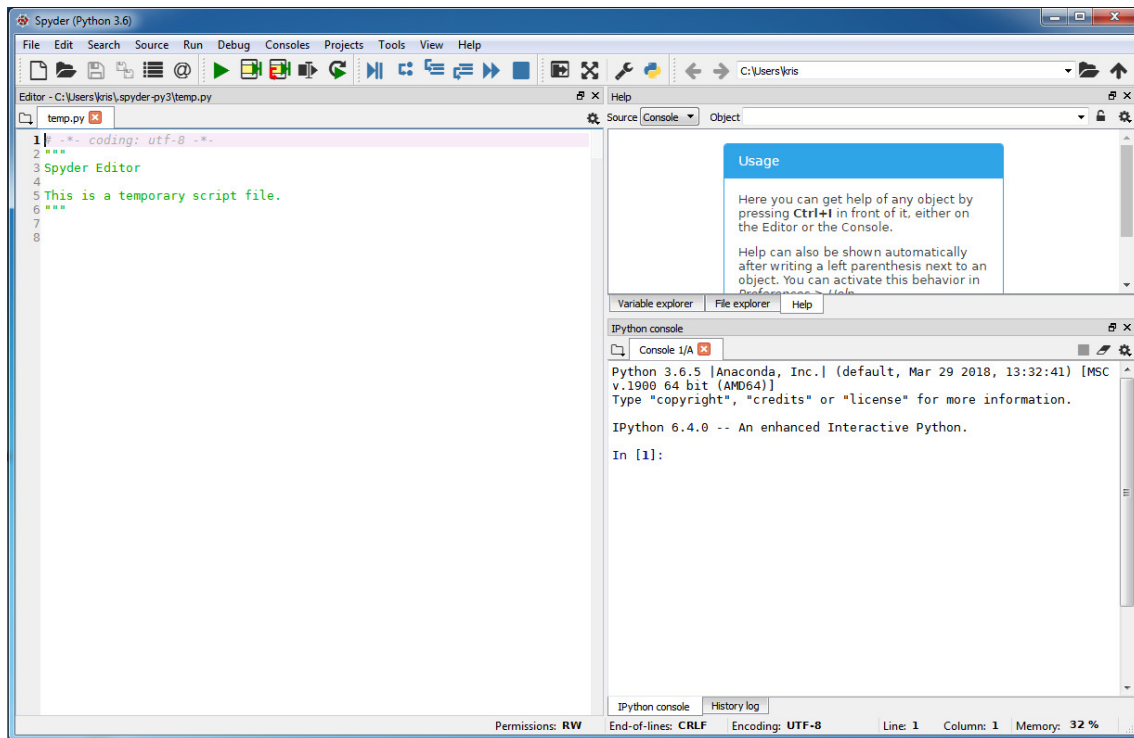 Spyder (Python 3.6)
File Edit Search Source Run Debug Consoles Projects Tools View Help
C:\Users\kris
Editor - C:\Users\kris\.spyder-py3\temp.py
temp.py
1 # -*- coding: utf-8 -*-
2 """
3 Spyder Editor
4
5 This is a temporary script file.
6 """
7
8
Help
Source Console Object
Usage
Here you can get help of any object by
pressing Ctrl+I in front of it, either on
the Editor or the Console.
Help can also be shown automatically
after writing a left parenthesis next to an
object. You can activate this behavior in
Preferences > Help.
Variable explorer File explorer Help
IPython console
Console 1/A
Python 3.6.5 |Anaconda, Inc.| (default, Mar 29 2018, 13:32:41) [MSC
v.1900 64 bit (AMD64)]
Type "copyright", "credits" or "license" for more information.
IPython 6.4.0 -- An enhanced Interactive Python.
In [1]:
IPython console History log
Permissions: RW End-of-lines: CRLF Encoding: UTF-8 Line: 1 Column: 1 Memory: 32 %